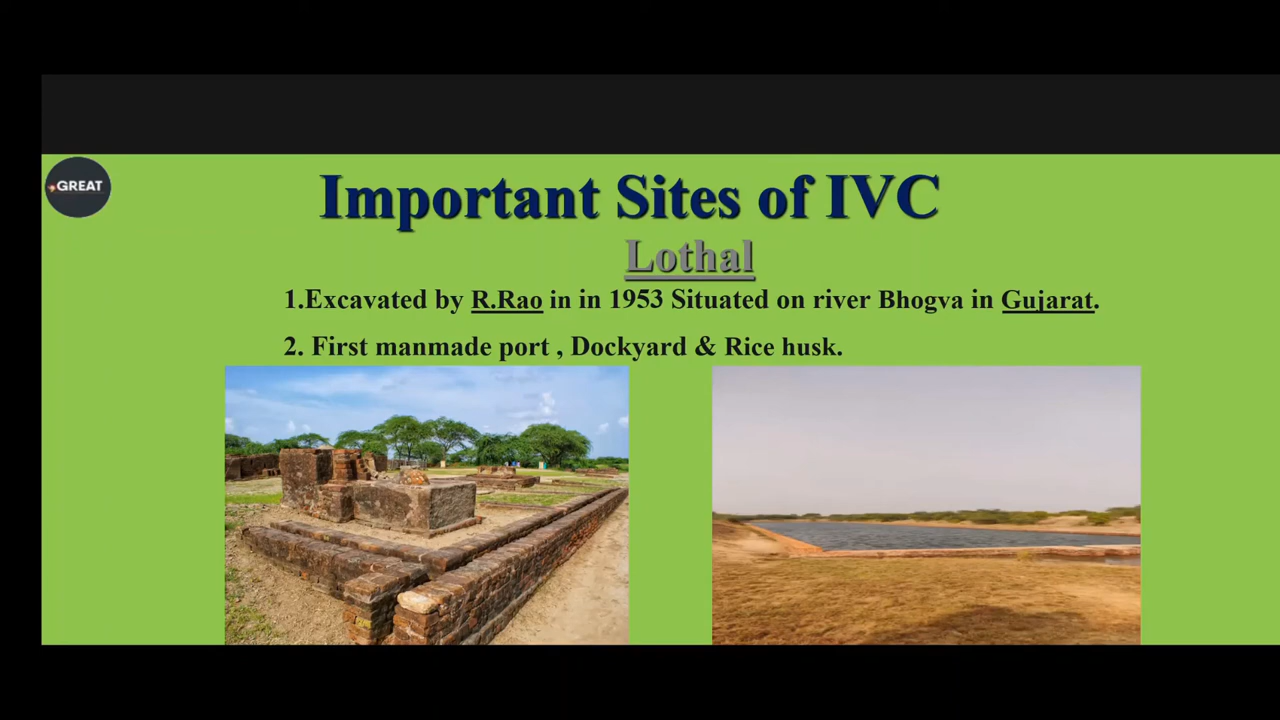 GREAT
Important Sites of IVC
Lothal
1.Excavated by R.Rao in in 1953 Situated on river Bhogva in Gujarat.
2. First manmade port , Dockyard & Rice husk.